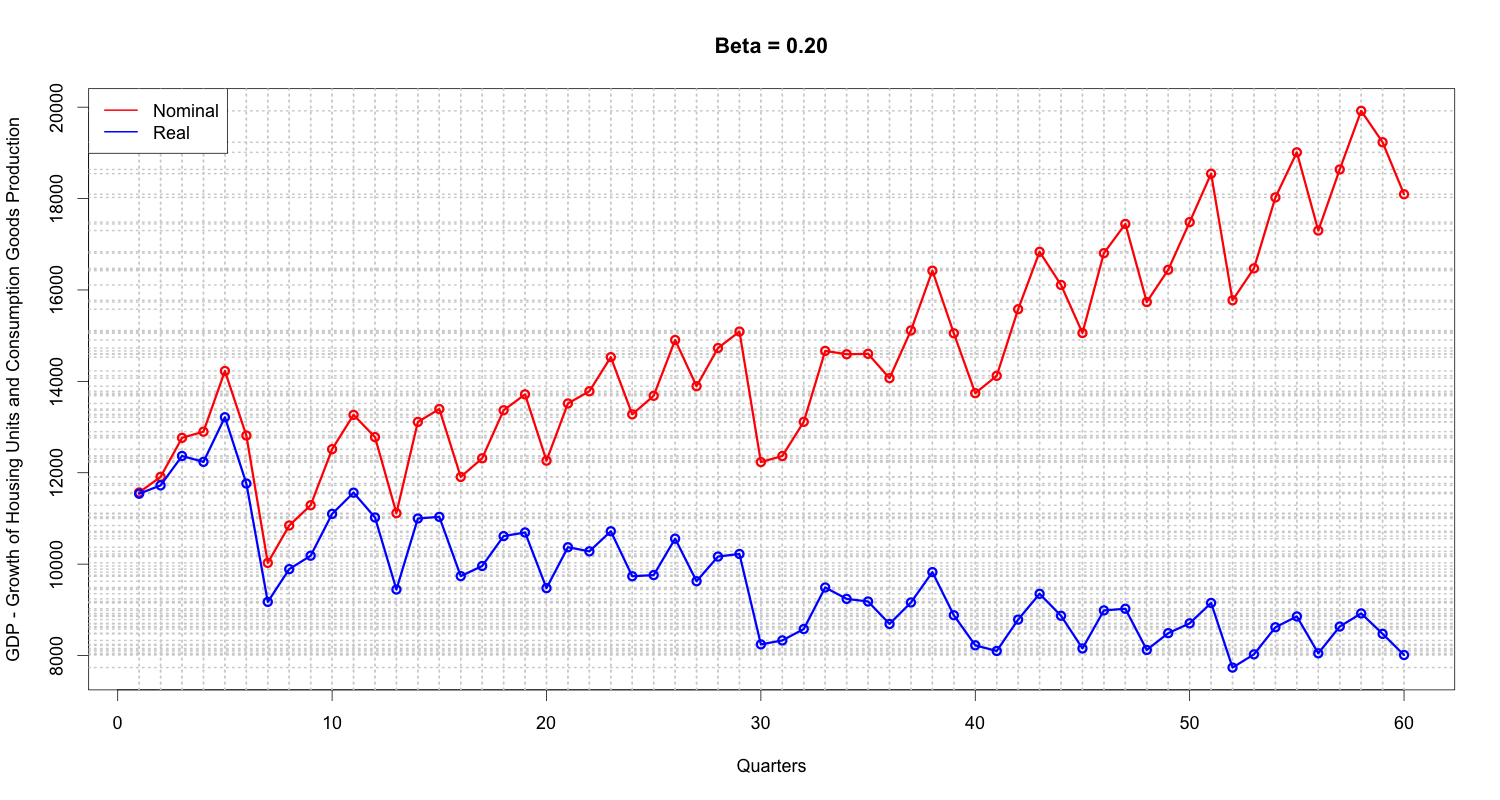 Beta = 0.20
Nominal
Real
GDP - Growth of Housing Units and Consumption Goods Production
20000
18000
16000
14000
12000
10000
8000
0 10 20 30 40 50 60
Quarters